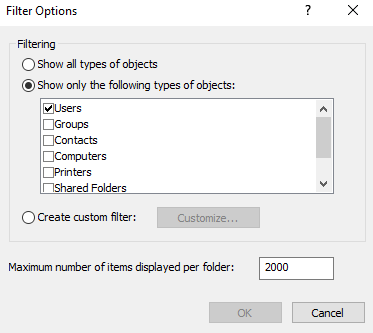 Filter Options
Filtering
Show all types of objects
Show only the following types of objects:
Users
Groups
Contacts
Computers
Printers
Shared Folders
Create custom filter:
Customize...
Maximum number of items displayed per folder:
2000
OK
Cancel